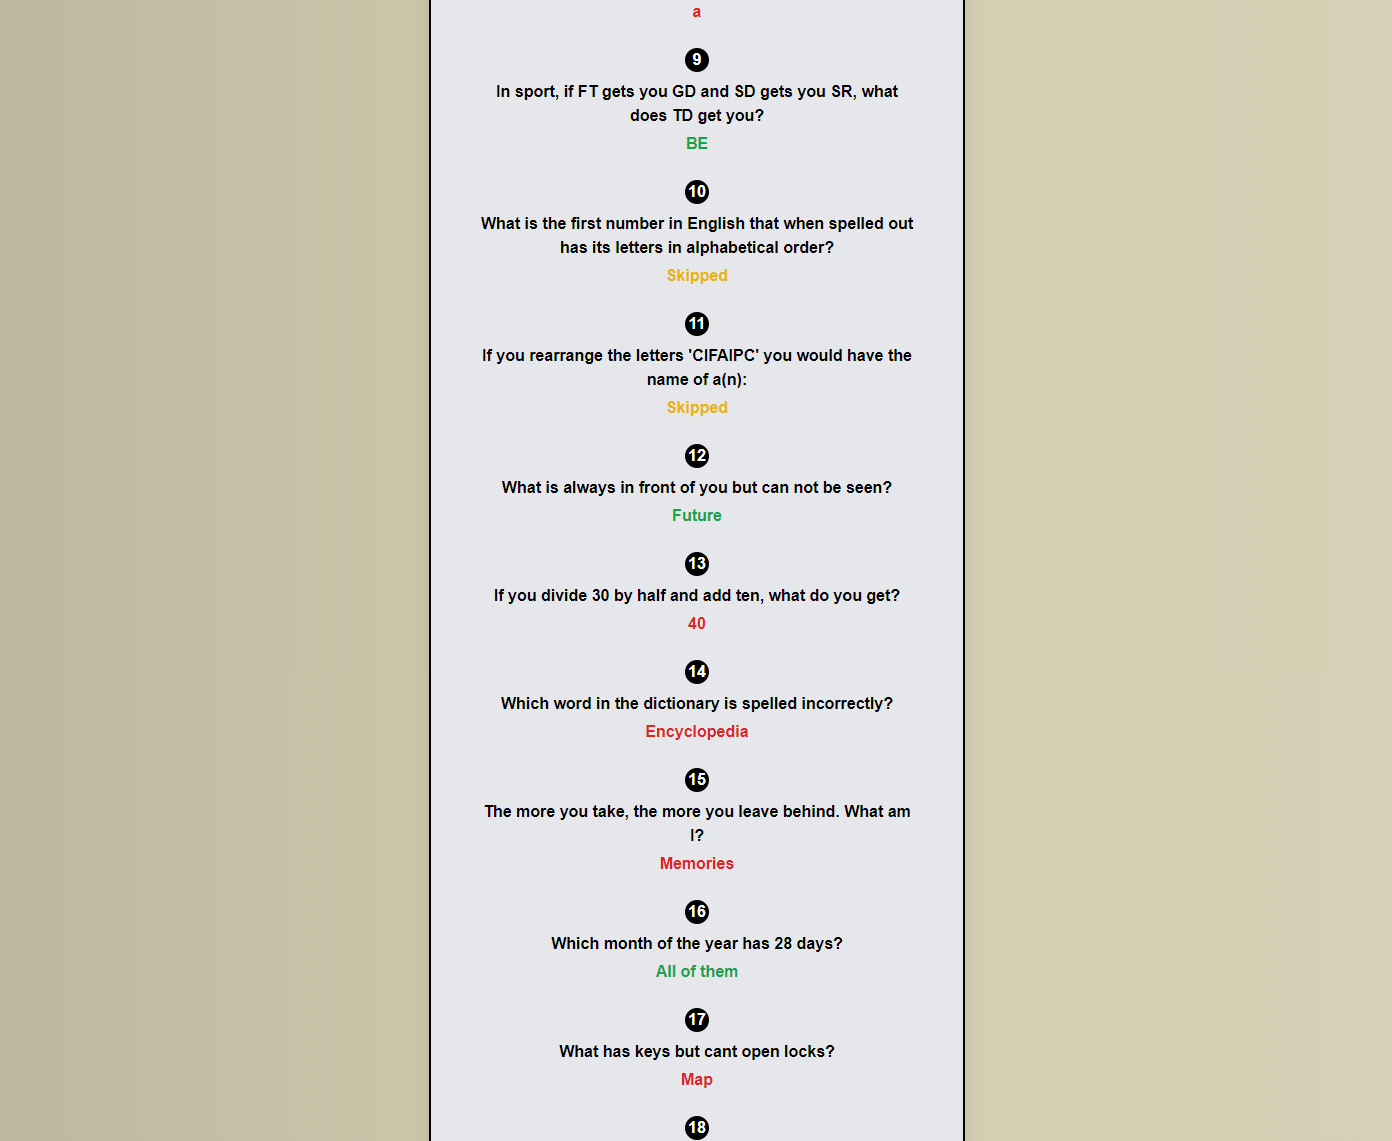 a
9
In sport, if FT gets you GD and SD gets you SR, what
does TD get you?
BE
10
What is the first number in English that when spelled out
has its letters in alphabetical order?
Skipped
11
If you rearrange the letters 'CIFAIPC' you would have the
name of a(n):
Skipped
12
What is always in front of you but can not be seen?
Future
13
If you divide 30 by half and add ten, what do you get?
40
14
Which word in the dictionary is spelled incorrectly?
Encyclopedia
15
The more you take, the more you leave behind. What am
I?
Memories
16
Which month of the year has 28 days?
All of them
17
What has keys but cant open locks?
Map
18